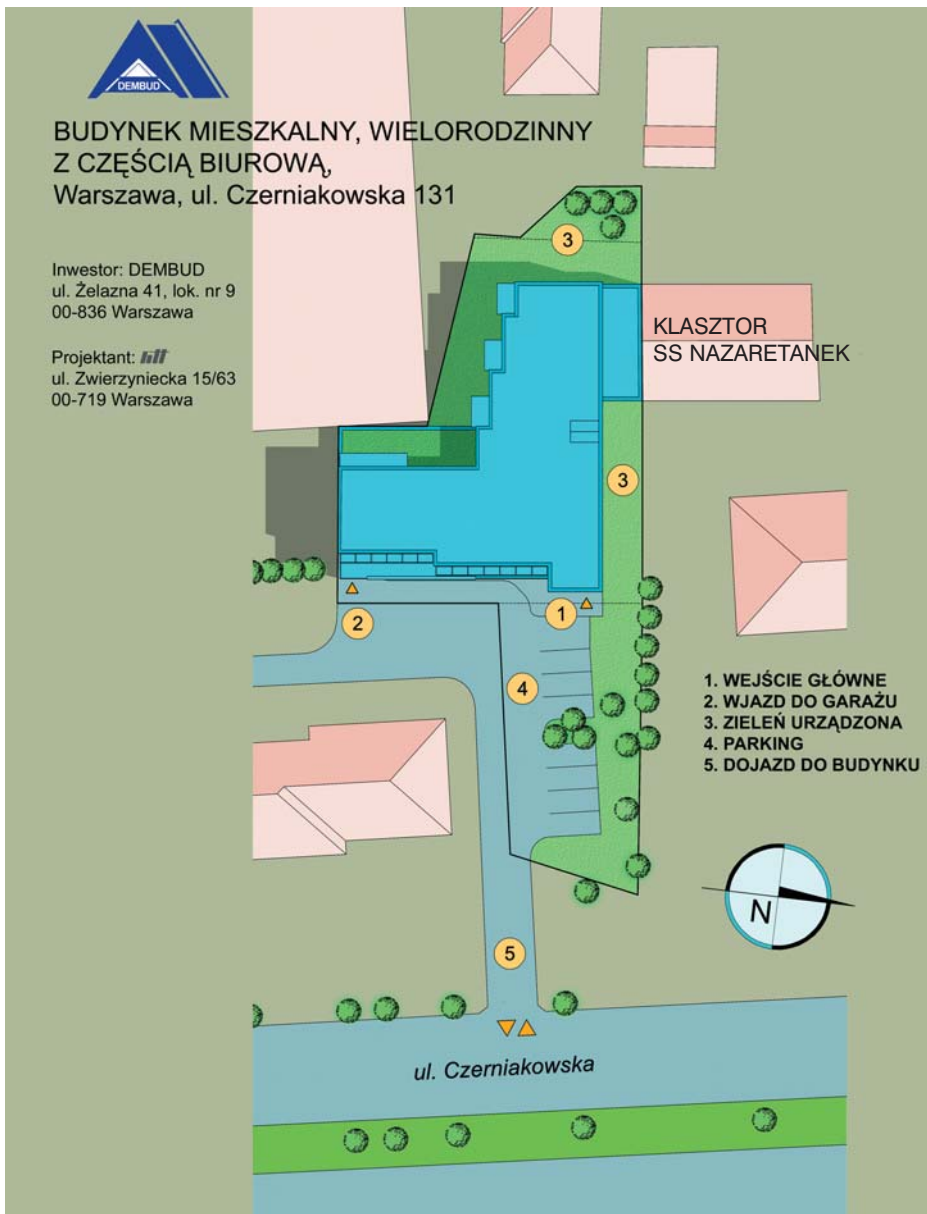 DEMBUD
BUDYNEK MIESZKALNY, WIELORODZINNY
Z CZĘŚCIĄ BIUROWĄ,
Warszawa, ul. Czerniakowska 131
Inwestor: DEMBUD
ul. Żelazna 41, lok. nr 9
00-836 Warszawa
Projektant:
ul. Zwierzyniecka 15/63
00-719 Warszawa
3
KLASZTOR
SS NAZARETANEK
3
2
1
4
1. WEJŚCIE GŁÓWNE
2. WJAZD DO GARAŻU
3. ZIELEŃ URZĄDZONA
4. PARKING
5. DOJAZD DO BUDYNKU
N
5
ul. Czerniakowska